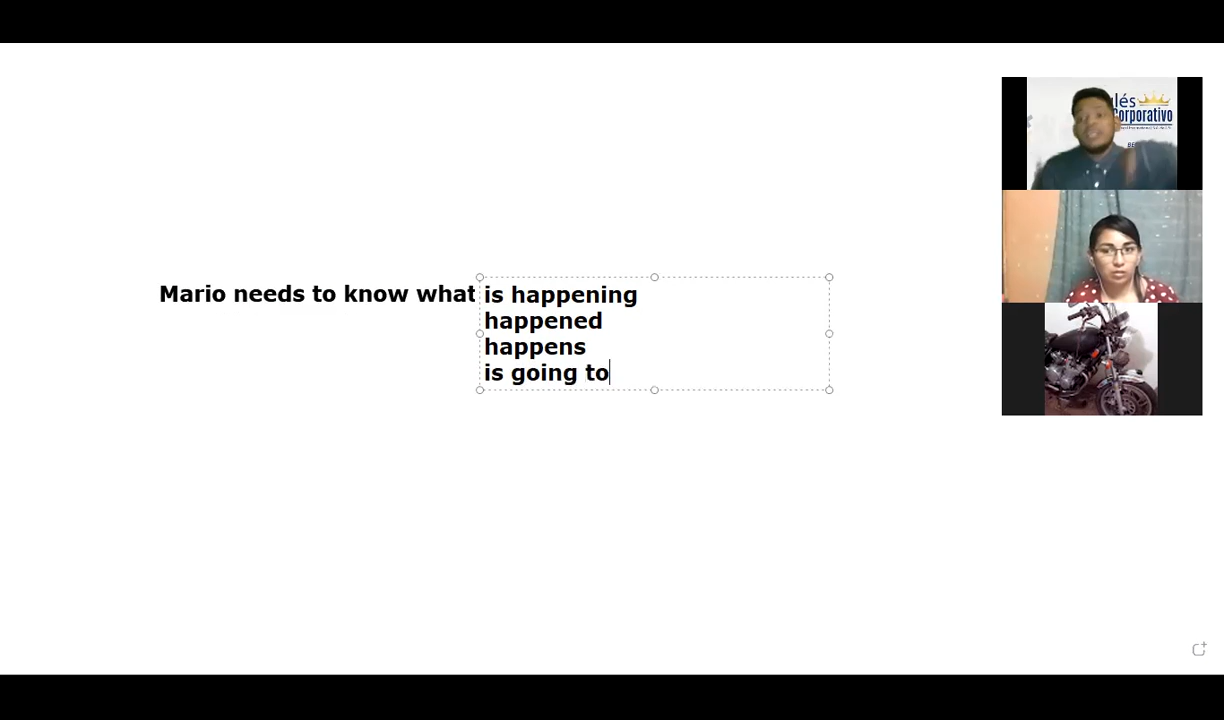 Mario needs to know what is happening
happened
happens
is going to
lés
Corporativo